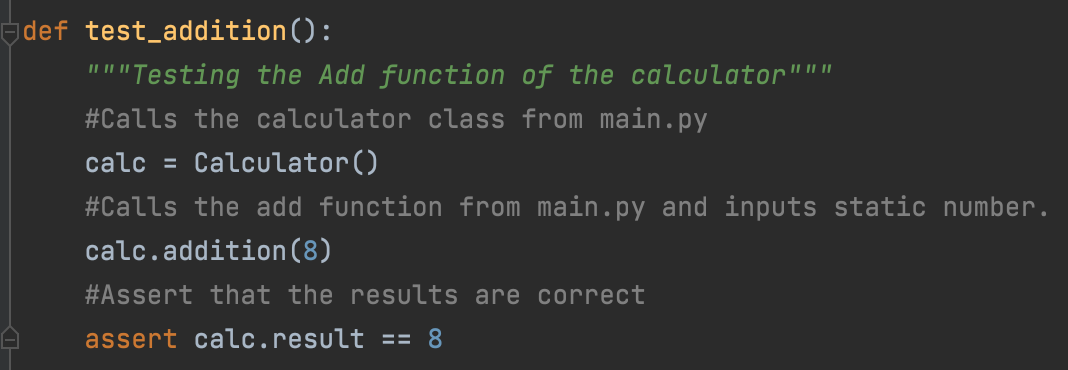 def test_addition():
    """Testing the Add function of the calculator"""
    #Calls the calculator class from main.py
    calc = Calculator()
    #Calls the add function from main.py and inputs static number.
    calc.addition(8)
    #Assert that the results are correct
    assert calc.result == 8